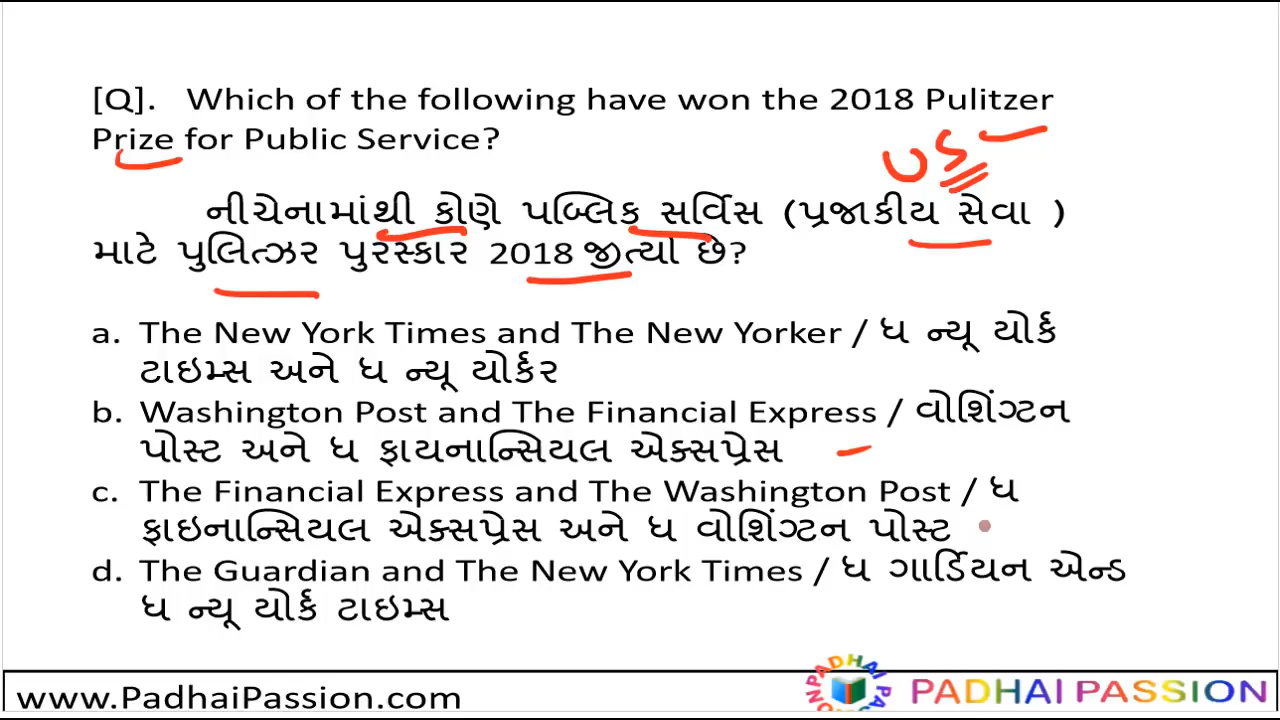 [Q]. Which of the following have won the 2018 Pulitzer
Prize for Public Service?
નીચેનામાંથી કોણે પબ્લિક સર્વિસ (પ્રજાકીય સેવા )
માટે પુલિત્ઝર પુરસ્કાર 2018 જીત્યો છે?
a. The New York Times and The New Yorker / ધ ન્યૂ યોર્ક
ટાઇમ્સ અને ધ ન્યૂ યોર્કર
b. Washington Post and The Financial Express / વોશિંગ્ટન
પોસ્ટ અને ધ ફાયનાન્સિયલ એક્સપ્રેસ
c. The Financial Express and The Washington Post / ધ
ફાઇનાન્સિયલ એક્સપ્રેસ અને ધ વોશિંગ્ટન પોસ્ટ
d. The Guardian and The New York Times / ધ ગાર્ડિયન એન્ડ
ધ ન્યૂ યોર્ક ટાઇમ્સ
www.PadhaiPassion.com
PADHAI PASSION